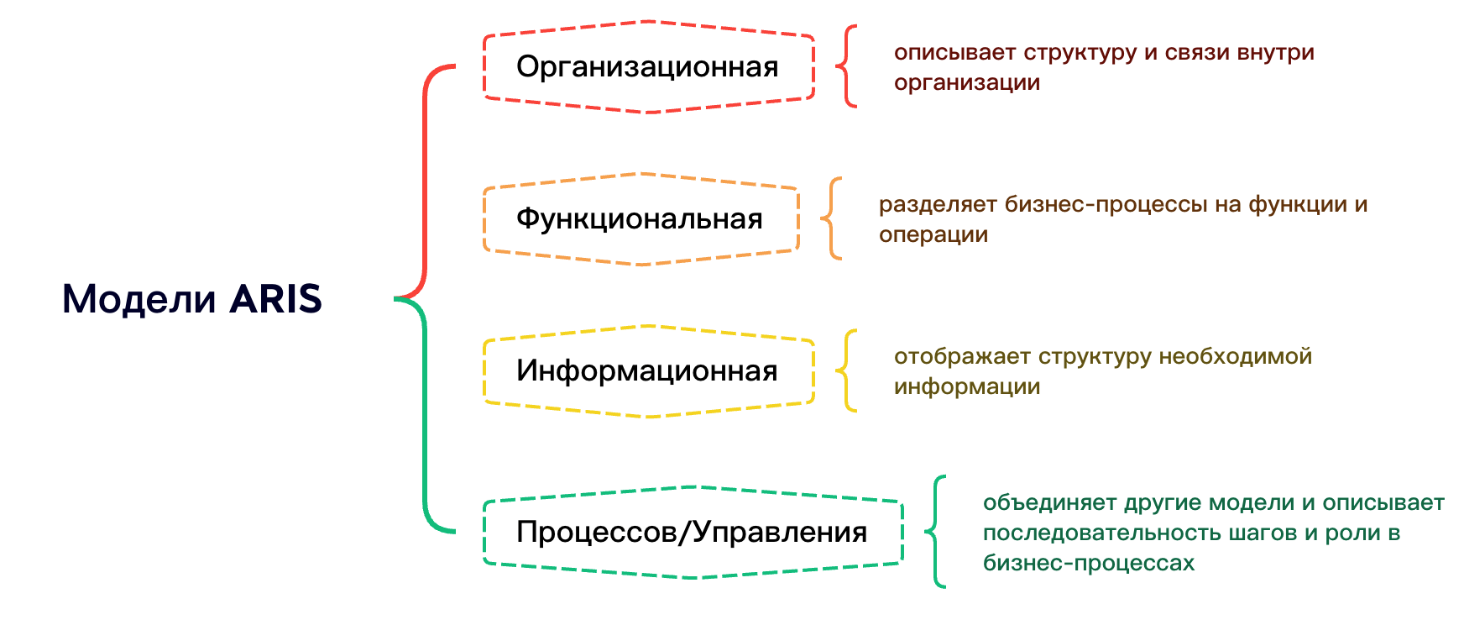 Модели ARIS
Организационная
описывает структуру и связи внутри
организации
Функциональная
разделяет бизнес-процессы на функции и
операции
Информационная
отображает структуру необходимой
информации
Процессов/Управления
объединяет другие модели и описывает
последовательность шагов и роли в
бизнес-процессах